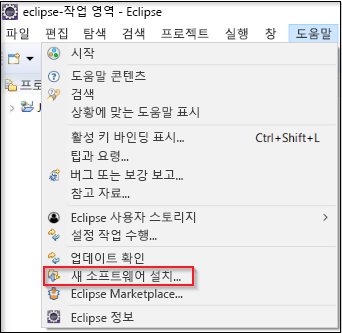 eclipse-작업 영역 - Eclipse
파일 편집 탐색 검색 프로젝트 실행 창 도움말
시작
도움말 콘텐츠
검색
상황에 맞는 도움말 표시
활성 키 바인딩 표시... Ctrl+Shift+L
팁과 요령...
버그 또는 보강 보고...
참고 자료...
Eclipse 사용자 스토리지
설정 작업 수행...
업데이트 확인
새 소프트웨어 설치...
Eclipse Marketplace...
Eclipse 정보